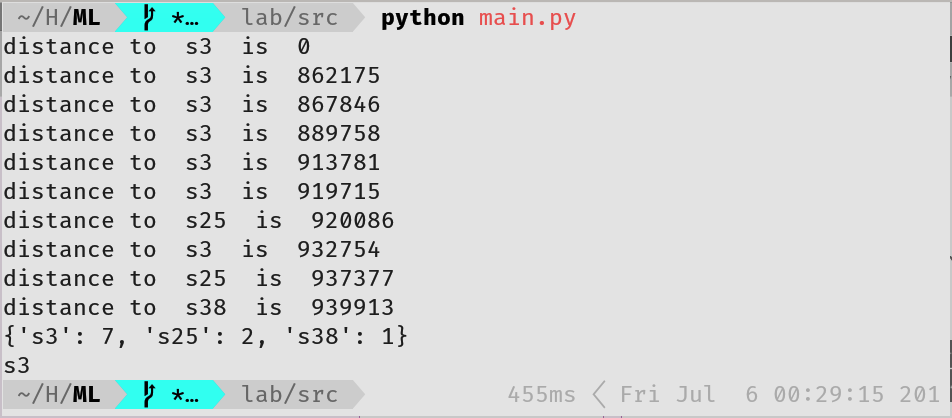 ~/H/ML *… lab/src python main.py
distance to  s3  is  0
distance to  s3  is  862175
distance to  s3  is  867846
distance to  s3  is  889758
distance to  s3  is  913781
distance to  s3  is  919715
distance to  s25  is  920086
distance to  s3  is  932754
distance to  s25  is  937377
distance to  s38  is  939913
{'s3': 7, 's25': 2, 's38': 1}
s3
~/H/ML *… lab/src 455ms Fri Jul  6 00:29:15 201